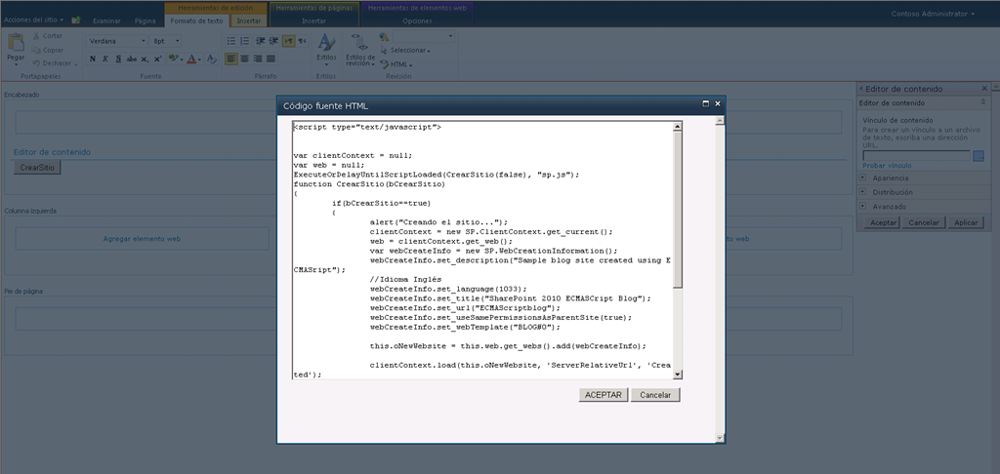 Herramientas de edición
Herramientas de páginas
Herramientas de elementos web
Acciones del sitio
Examinar
Página
Formato de texto
Insertar
Insertar
Opciones
Contoso Administrator
Pegar
Cortar
Copiar
Deshacer
Portapapeles
Verdana
8pt
N K S abc x, x²
Fuente
Párrafo
Estilos
Estilos
Estilos de revisión
Seleccionar
HTML
Revisión
Encabezado
Editor de contenido
CrearSitio
Columna izquierda
Agregar elemento web
to web
Pie de página
Código fuente HTML
<script type="text/javascript">
var clientContext = null;
var web = null;
ExecuteOrDelayUntilScriptLoaded(CrearSitio(false), "sp.js");
function CrearSitio(bCrearSitio)
{
if(bCrearSitio==true)
{
alert("Creando el sitio...");
clientContext = new SP.ClientContext.get_current();
web = clientContext.get_web();
var webCreateInfo = new SP.WebCreationInformation();
webCreateInfo.set_description("Sample blog site created using E
CMASript");
//Idioma Inglés
webCreateInfo.set_language(1033);
webCreateInfo.set_title("SharePoint 2010 ECMASCript Blog");
webCreateInfo.set_url("ECMAScriptblog");
webCreateInfo.set_useSamePermissionsAsParentSite(true);
webCreateInfo.set_webTemplate("BLOG#0");
this.oNewWebsite = this.web.get_webs().add(webCreateInfo);
clientContext.load(this.oNewWebsite, 'ServerRelativeUrl', 'Crea
ted');
ACEPTAR
Cancelar
Editor de contenido
Editor de contenido
Vínculo de contenido
Para crear un vínculo a un archivo
de texto, escriba una dirección
URL.
Probar vínculo
Apariencia
Distribución
Avanzado
Aceptar
Cancelar
Aplicar